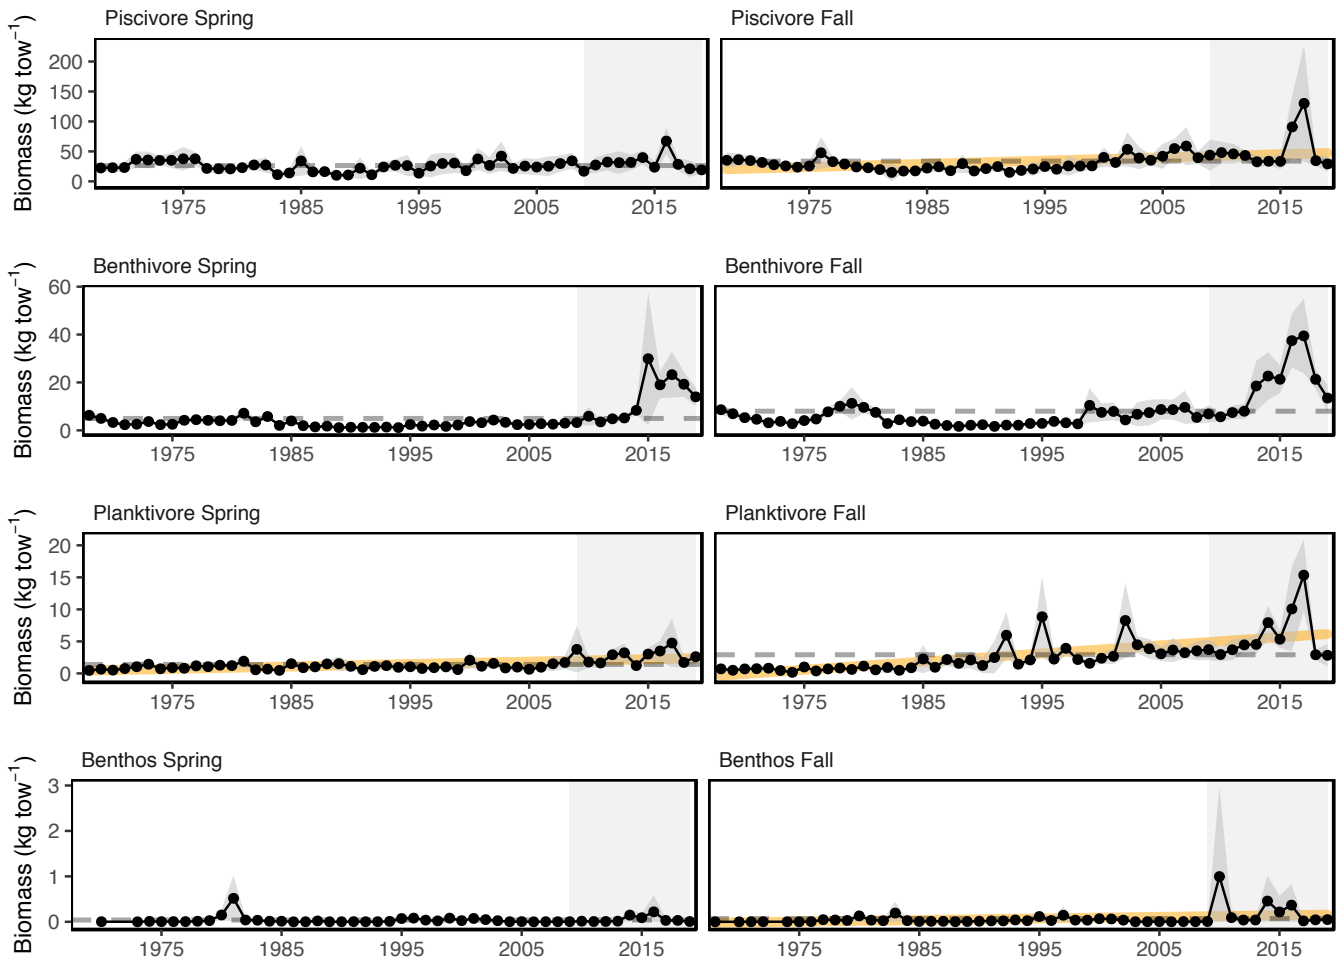 Piscivore Spring
Piscivore Fall
Biomass (kg tow−1)
200
150
100
50
0
1975 1985 1995 2005 2015
1975 1985 1995 2005 2015
Benthivore Spring
Benthivore Fall
Biomass (kg tow−1)
60
40
20
0
1975 1985 1995 2005 2015
1975 1985 1995 2005 2015
Planktivore Spring
Planktivore Fall
Biomass (kg tow−1)
20
15
10
5
0
1975 1985 1995 2005 2015
1975 1985 1995 2005 2015
Benthos Spring
Benthos Fall
Biomass (kg tow−1)
3
2
1
0
1975 1985 1995 2005 2015
1975 1985 1995 2005 2015